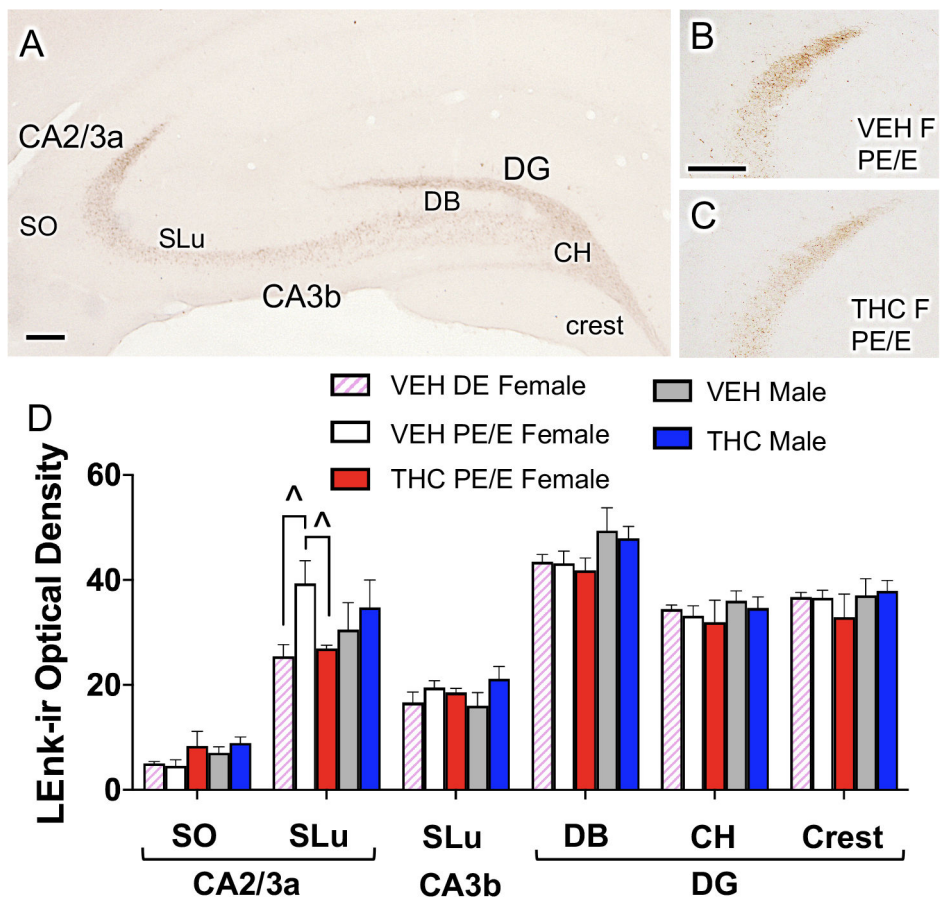 A
CA2/3a
SO
SLu
CA3b
DG
DB
CH
crest
B
VEH F
PE/E
C
THC F
PE/E
D
VEH DE Female
VEH PE/E Female
THC PE/E Female
VEH Male
THC Male
LEnk-ir Optical Density
60
40
20
0
^
^
SO
SLu
SLu
DB
CH
Crest
CA2/3a
CA3b
DG